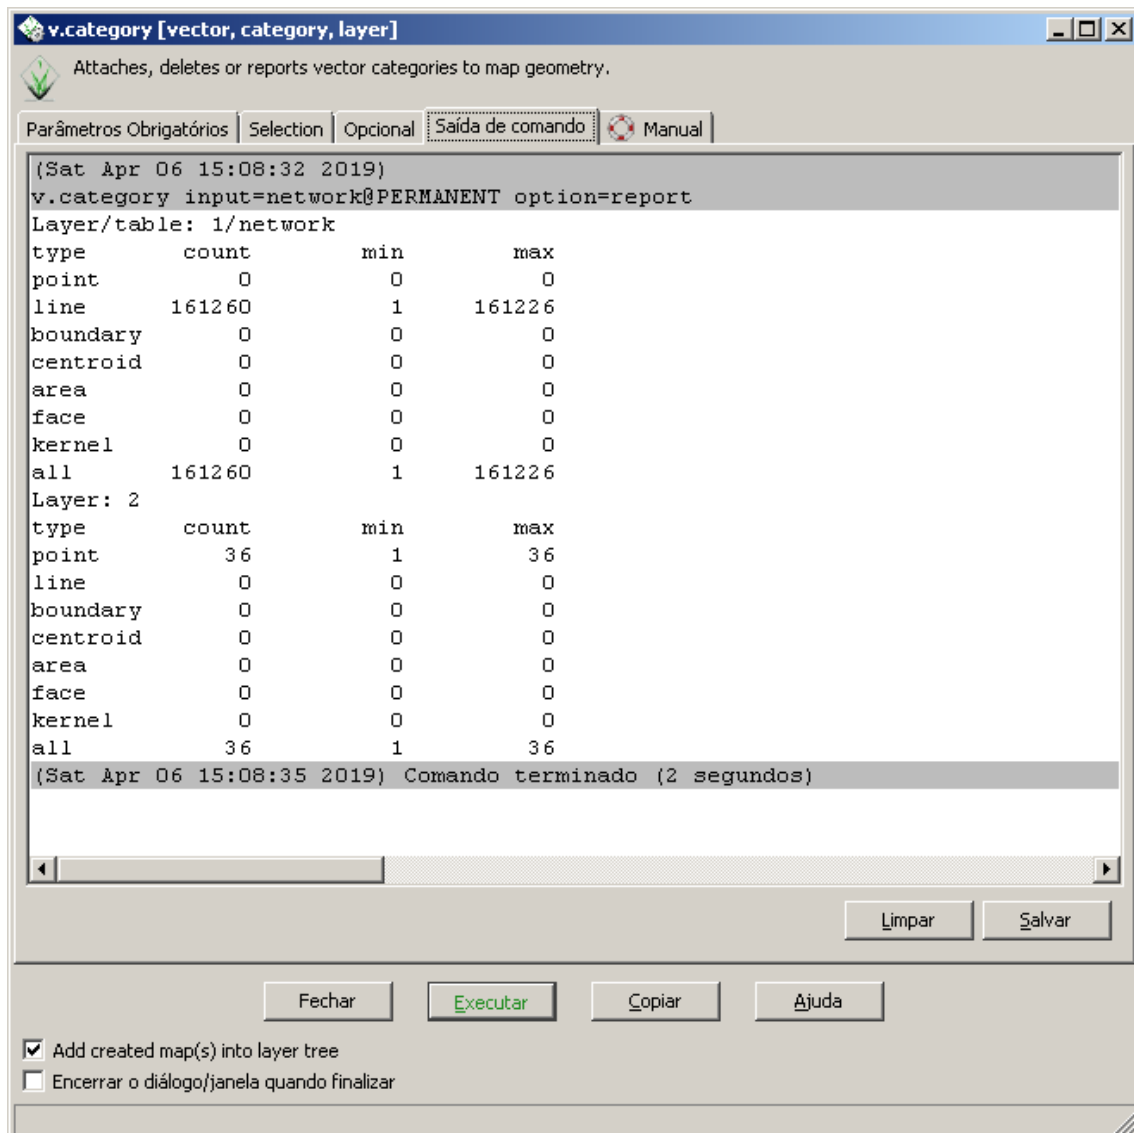 v.category [vector, category, layer]
Attaches, deletes or reports vector categories to map geometry.
Parâmetros Obrigatórios Selection Opcional Saída de comando Manual
(Sat Apr 06 15:08:32 2019)
v.category input=network@PERMANENT option=report
Layer/table: 1/network
type count min max
point 0 0 0
line 161260 1 161226
boundary 0 0 0
centroid 0 0 0
area 0 0 0
face 0 0 0
kernel 0 0 0
all 161260 1 161226
Layer: 2
type count min max
point 36 1 36
line 0 0 0
boundary 0 0 0
centroid 0 0 0
area 0 0 0
face 0 0 0
kernel 0 0 0
all 36 1 36
(Sat Apr 06 15:08:35 2019) Comando terminado (2 segundos)
Limpar Salvar
Fechar Executar Copiar Ajuda
Add created map(s) into layer tree
Encerrar o diálogo/janela quando finalizar